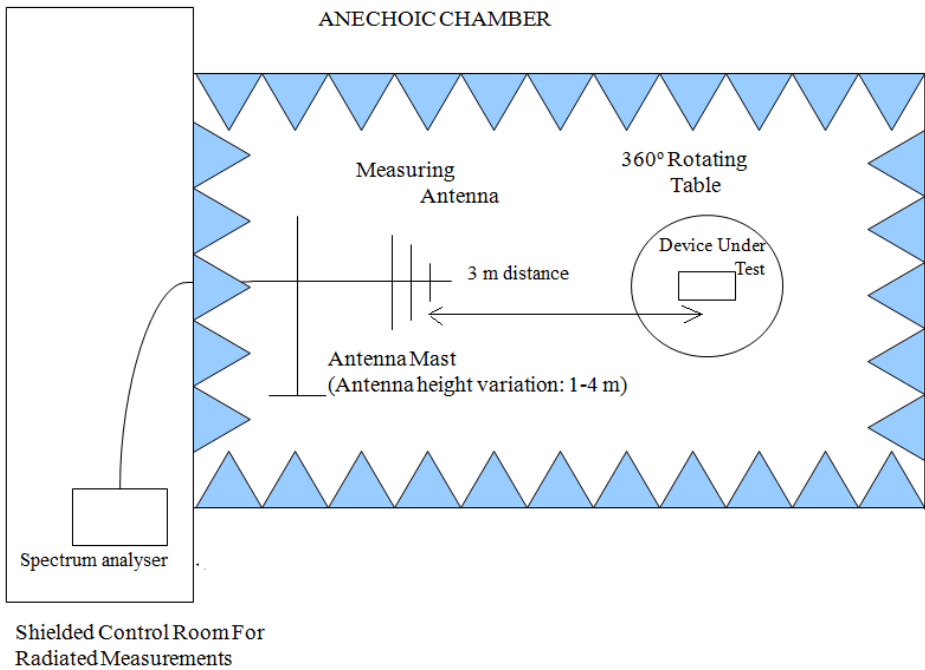 ANECHOIC CHAMBER
Measuring
Antenna
360° Rotating
Table
Device Under
Test
3 m distance
Antenna Mast
(Antenna height variation: 1-4 m)
Spectrum analyser
Shielded Control Room For
Radiated Measurements